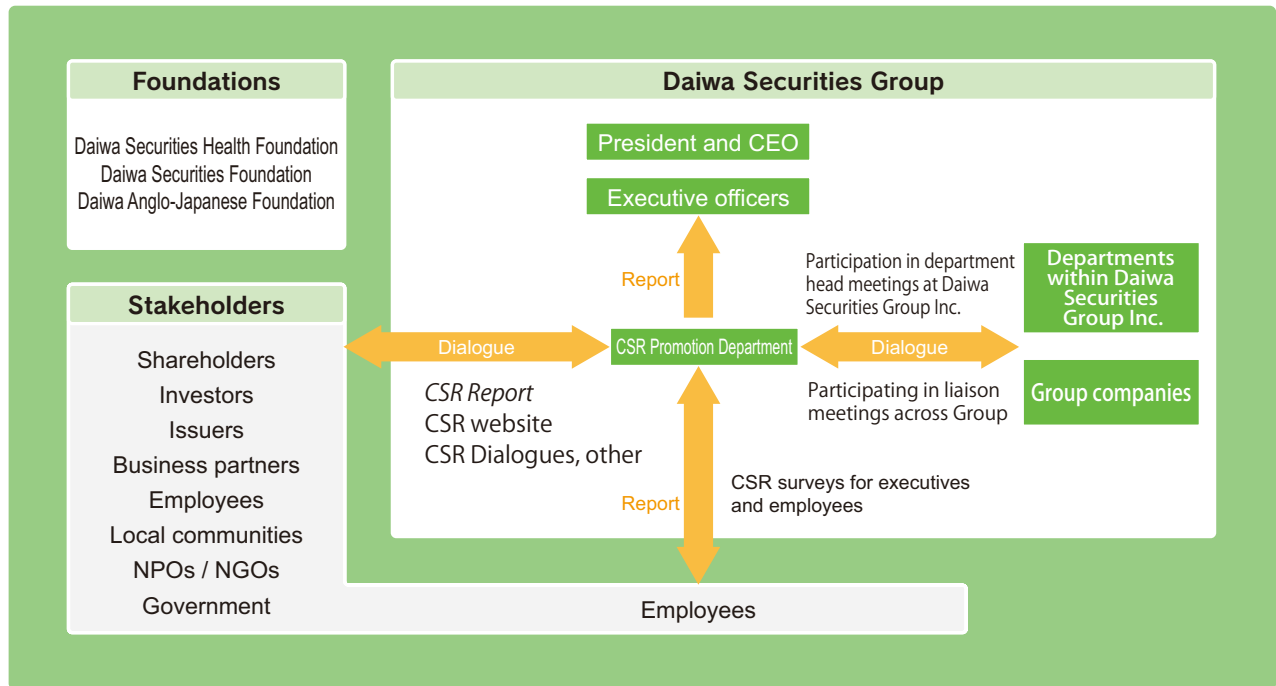 Foundations
Daiwa Securities Health Foundation
Daiwa Securities Foundation
Daiwa Anglo-Japanese Foundation
Stakeholders
Shareholders
Investors
Issuers
Business partners
Employees
Local communities
NPOs / NGOs
Government
Daiwa Securities Group
President and CEO
Executive officers
Report
Dialogue
CSR Promotion Department
CSR Report
CSR website
CSR Dialogues, other
Participation in department
head meetings at Daiwa
Securities Group Inc.
Dialogue
Participating in liaison
meetings across Group
Departments
within Daiwa
Securities
Group Inc.
Group companies
Report
CSR surveys for executives
and employees
Employees